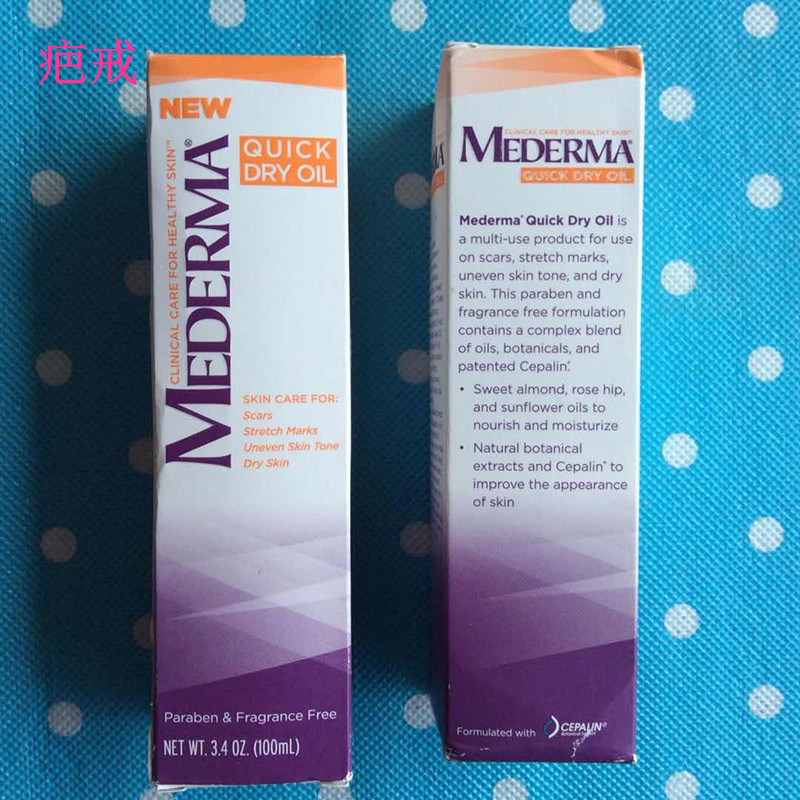 疤戒
NEW
CLINICAL CARE FOR HEALTHY SKIN™
MEDERMA®
QUICK
DRY OIL
SKIN CARE FOR:
Scars
Stretch Marks
Uneven Skin Tone
Dry Skin
Paraben & Fragrance Free
NET WT. 3.4 OZ. (100mL)
CLINICAL CARE FOR HEALTHY SKIN™
MEDERMA®
QUICK DRY OIL
Mederma® Quick Dry Oil is
a multi-use product for use
on scars, stretch marks,
uneven skin tone, and dry
skin. This paraben and
fragrance free formulation
contains a complex blend
of oils, botanicals, and
patented Cepalin®.
• Sweet almond, rose hip,
and sunflower oils to
nourish and moisturize
• Natural botanical
extracts and Cepalin® to
improve the appearance
of skin
Formulated with CEPALIN®
Botanical